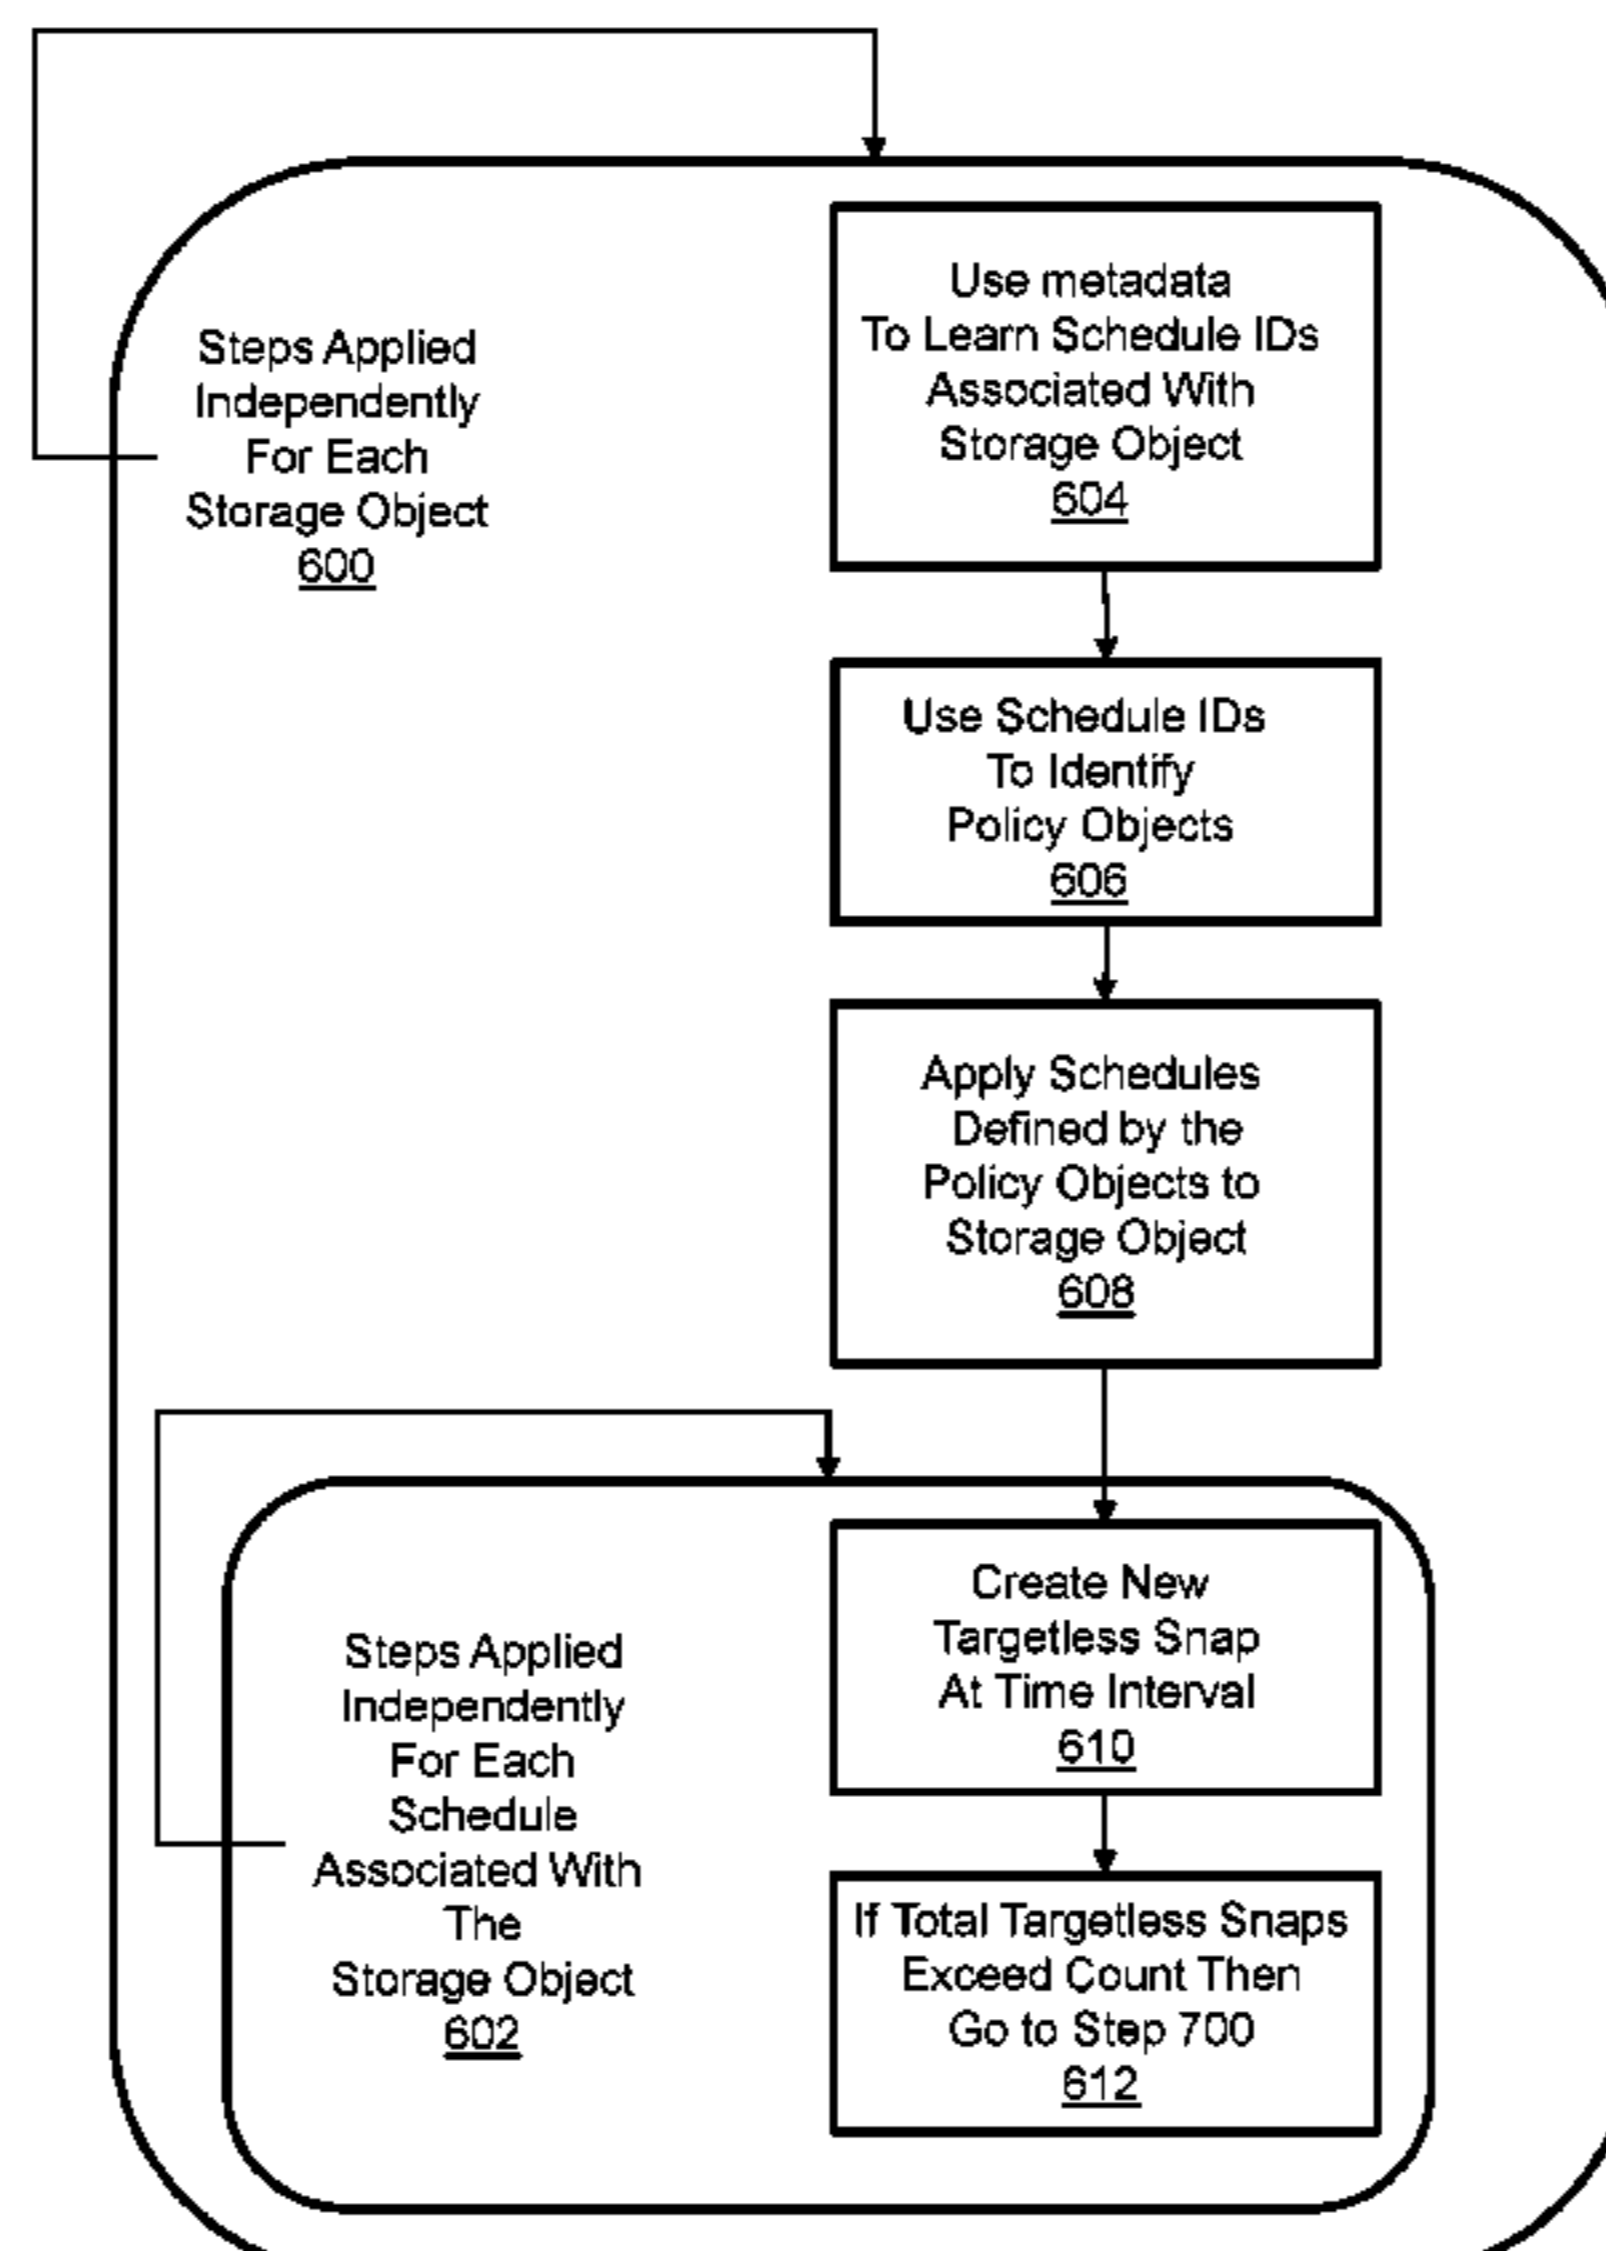 Steps Applied
Independently
For Each
Storage Object
600
Use metadata
To Learn Schedule IDs
Associated With
Storage Object
604
Use Schedule IDs
To Identify
Policy Objects
606
Apply Schedules
Defined by the
Policy Objects to
Storage Object
608
Steps Applied
Independently
For Each
Schedule
Associated With
The
Storage Object
602
Create New
Targetless Snap
At Time Interval
610
If Total Targetless Snaps
Exceed Count Then
Go to Step 700
612